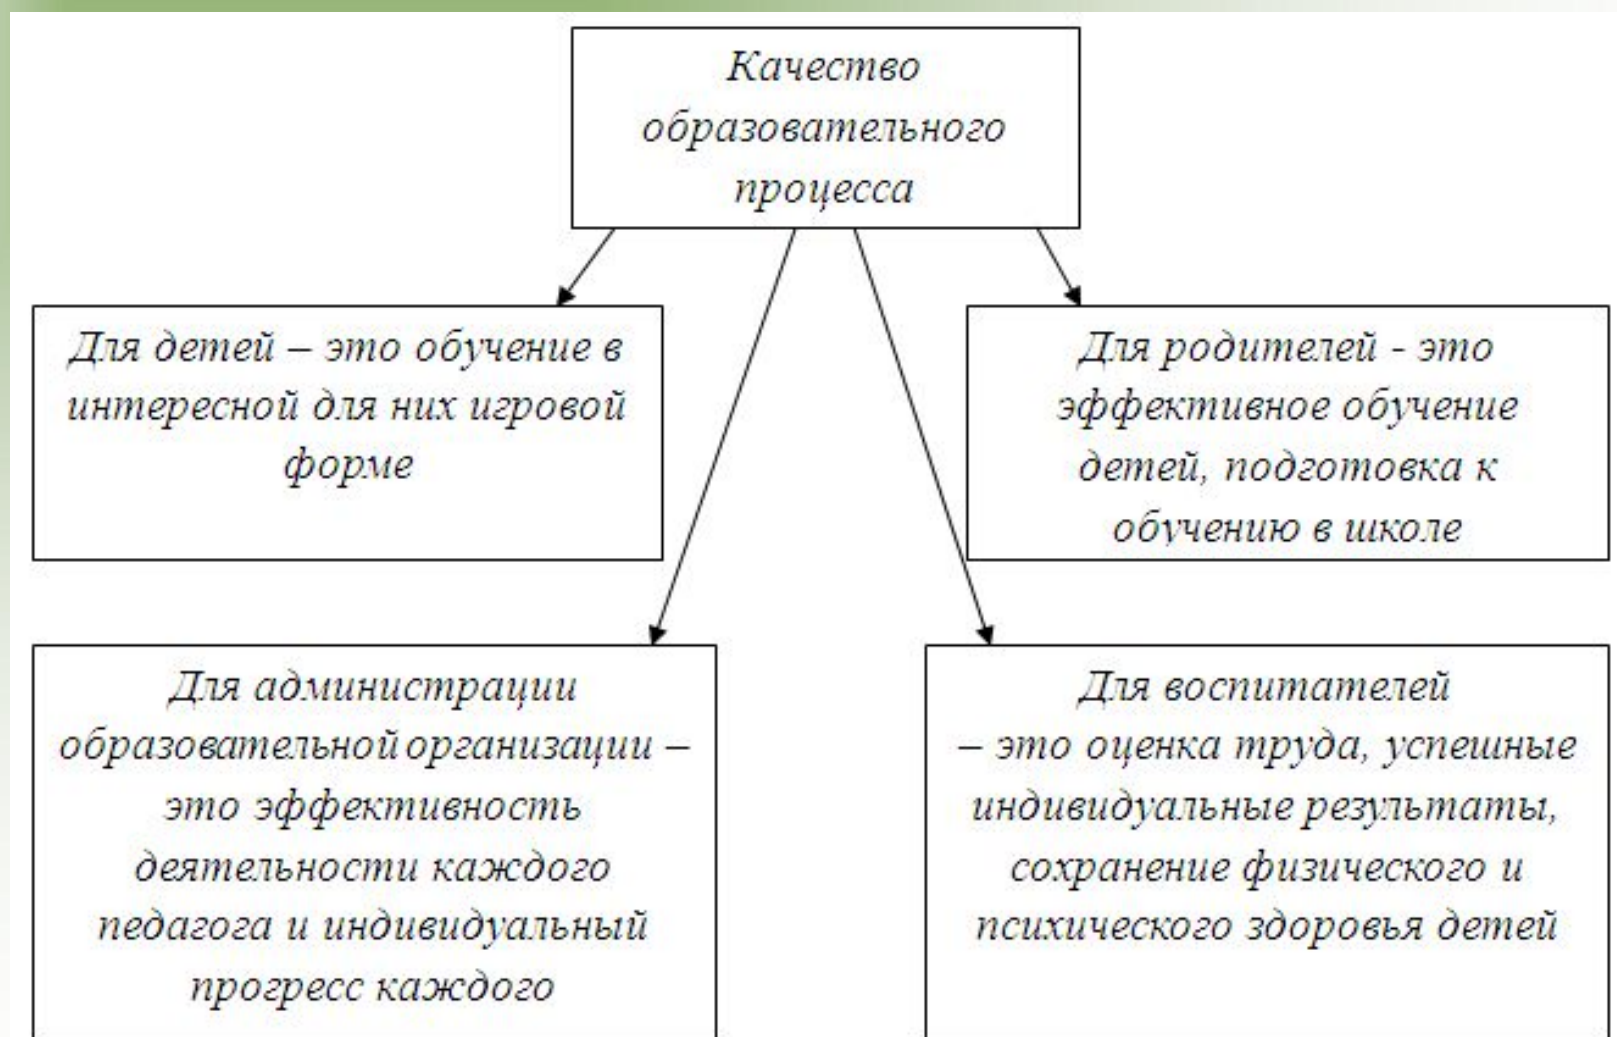 Качество
образовательного
процесса
Для детей – это обучение в
интересной для них игровой
форме
Для родителей - это
эффективное обучение
детей, подготовка к
обучению в школе
Для администрации
образовательной организации –
это эффективность
деятельности каждого
педагога и индивидуальный
прогресс каждого
Для воспитателей
– это оценка труда, успешные
индивидуальные результаты,
сохранение физического и
психического здоровья детей